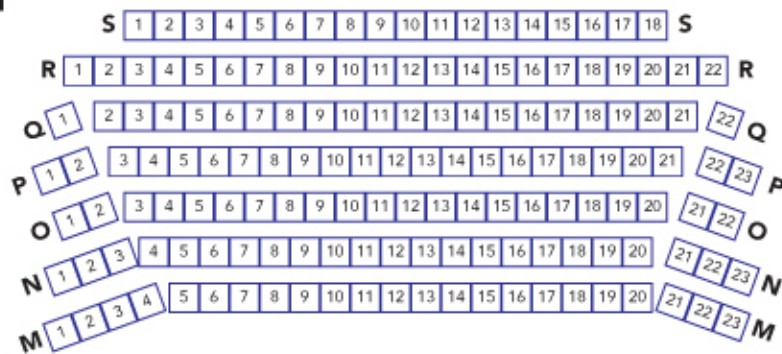 S 1 2 3 4 5 6 7 8 9 10 11 12 13 14 15 16 17 18 S
R 1 2 3 4 5 6 7 8 9 10 11 12 13 14 15 16 17 18 19 20 21 22 R
Q 1 2 3 4 5 6 7 8 9 10 11 12 13 14 15 16 17 18 19 20 21 22 Q
P 1 2 3 4 5 6 7 8 9 10 11 12 13 14 15 16 17 18 19 20 21 22 23 P
O 1 2 3 4 5 6 7 8 9 10 11 12 13 14 15 16 17 18 19 20 21 22 O
N 1 2 3 4 5 6 7 8 9 10 11 12 13 14 15 16 17 18 19 20 21 22 23 N
M 1 2 3 4 5 6 7 8 9 10 11 12 13 14 15 16 17 18 19 20 21 22 23 M